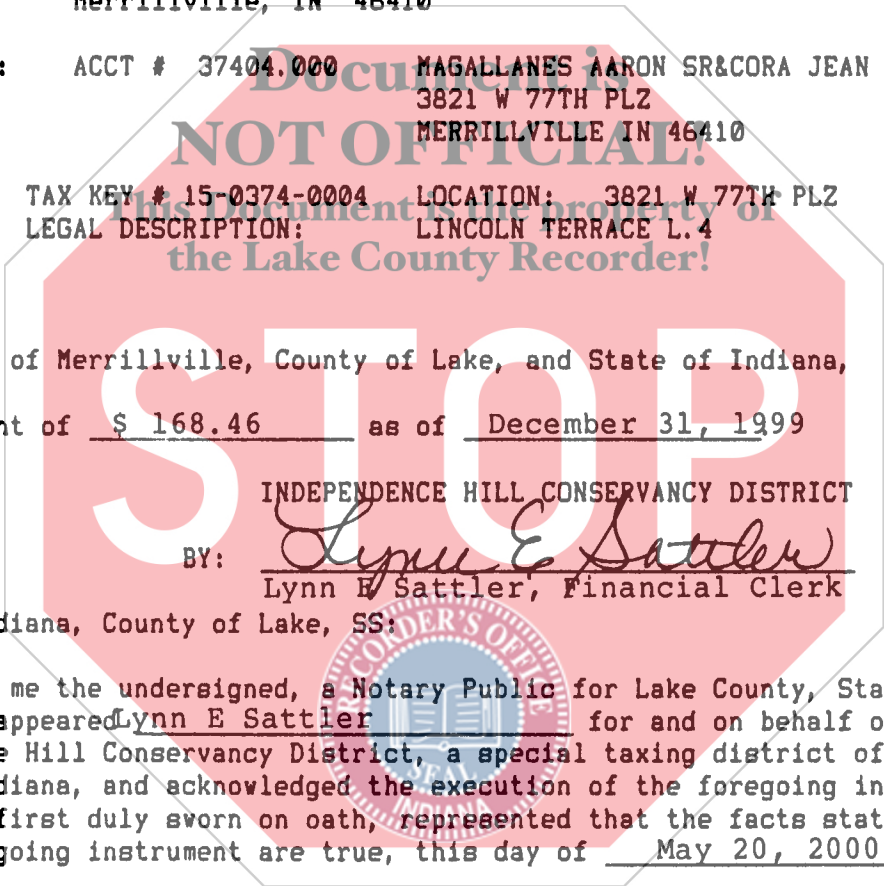 Merrillville, IN 46410
: ACCT # 37404.000 MAGALLANES AARON SR&CORA JEAN
Document is
3821 W 77TH PLZ
NOT OFFICIAL!
MERRILLVILLE IN 46410
TAX KEY # 15-0374-0004 LOCATION: 3821 W 77TH PLZ
This Document is the property of
LEGAL DESCRIPTION: LINCOLN TERRACE L.4
the Lake County Recorder!
STOP
of Merrillville, County of Lake, and State of Indiana,
nt of $ 168.46 as of December 31, 1999
INDEPENDENCE HILL CONSERVANCY DISTRICT
BY: Lynn E Sattler
Lynn E Sattler, Financial Clerk
diana, County of Lake, SS:
RECORDER'S OFFICE
me the undersigned, a Notary Public for Lake County, Sta
appeared Lynn E Sattler for and on behalf o
e Hill Conservancy District, a special taxing district of
SEAL
diana, and acknowledged the execution of the foregoing in
INDIANA
first duly sworn on oath, represented that the facts stat
going instrument are true, this day of May 20, 2000